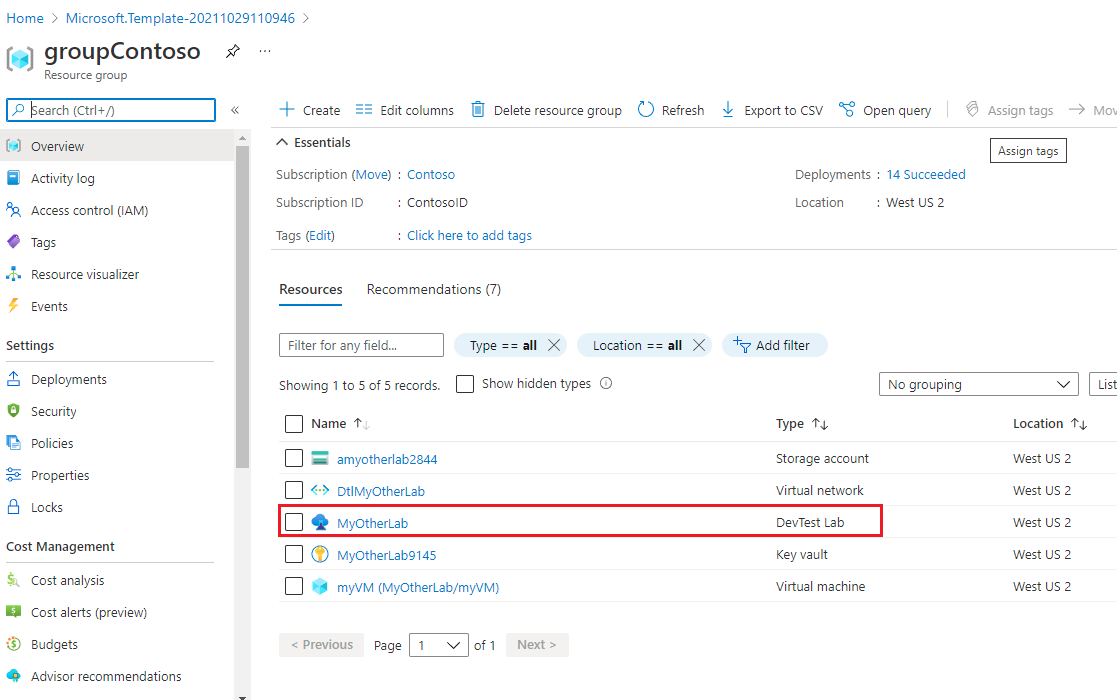 Home > Microsoft.Template-20211029110946 >
groupContoso
...
Resource group
Search (Ctrl+/)
«
Overview
Activity log
Access control (IAM)
Tags
Resource visualizer
Events
Settings
Deployments
Security
Policies
Properties
Locks
Cost Management
Cost analysis
Cost alerts (preview)
Budgets
Advisor recommendations
Create Edit columns Delete resource group Refresh Export to CSV Open query Assign tags Mov
Essentials
Assign tags
Subscription (Move) : Contoso Deployments : 14 Succeeded
Subscription ID : ContosoID Location : West US 2
Tags (Edit) : Click here to add tags
Resources Recommendations (7)
Filter for any field... Type == all Location == all Add filter
Showing 1 to 5 of 5 records. Show hidden types No grouping List
Name Type Location
amyotherlab2844 Storage account West US 2
DtlMyOtherLab Virtual network West US 2
MyOtherLab DevTest Lab West US 2
MyOtherLab9145 Key vault West US 2
myVM (MyOtherLab/myVM) Virtual machine West US 2
< Previous Page 1 of 1 Next >